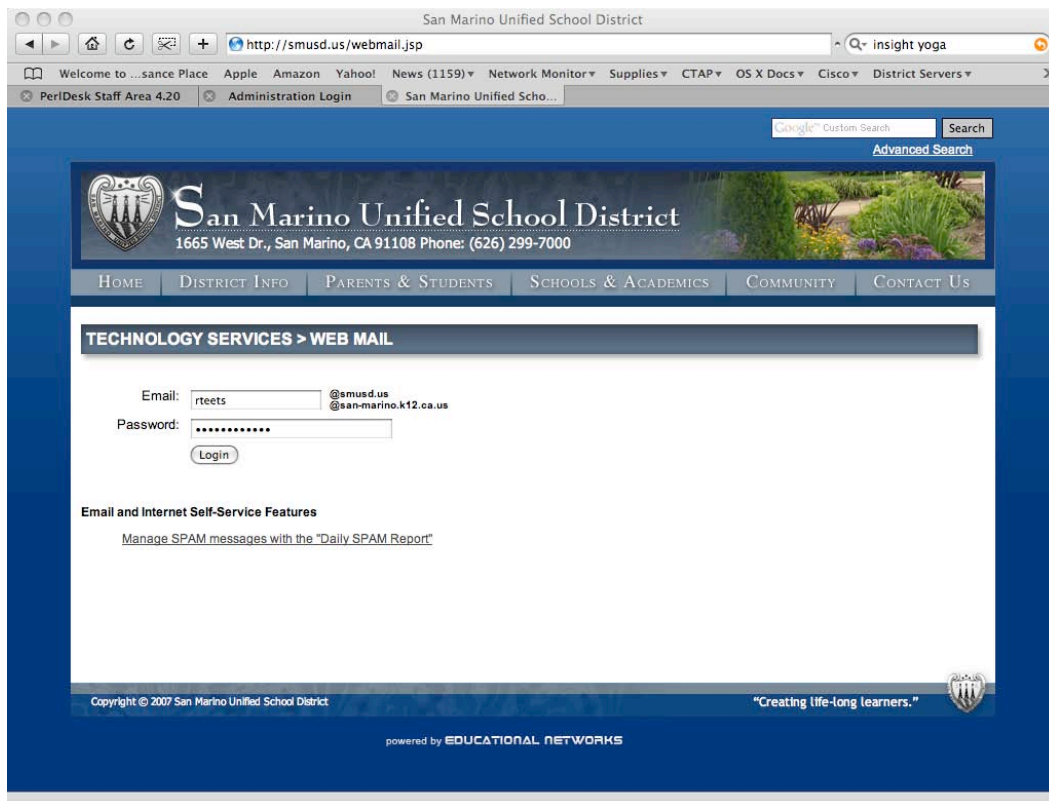 San Marino Unified School District
http://smusd.us/webmail.jsp
insight yoga
Welcome to ...sance Place Apple Amazon Yahoo! News (1159) Network Monitor Supplies CTAP OS X Docs Cisco District Servers
PerlDesk Staff Area 4.20 Administration Login San Marino Unified Scho...
Google™ Custom Search Search
Advanced Search
San Marino Unified School District
1665 West Dr., San Marino, CA 91108 Phone: (626) 299-7000
HOME DISTRICT INFO PARENTS & STUDENTS SCHOOLS & ACADEMICS COMMUNITY CONTACT US
TECHNOLOGY SERVICES > WEB MAIL
Email: rteets @smusd.us
@san-marino.k12.ca.us
Password: ••••••••••••
Login
Email and Internet Self-Service Features
Manage SPAM messages with the "Daily SPAM Report"
Copyright © 2007 San Marino Unified School District "Creating life-long learners."
powered by EDUCATIONAL NETWORKS